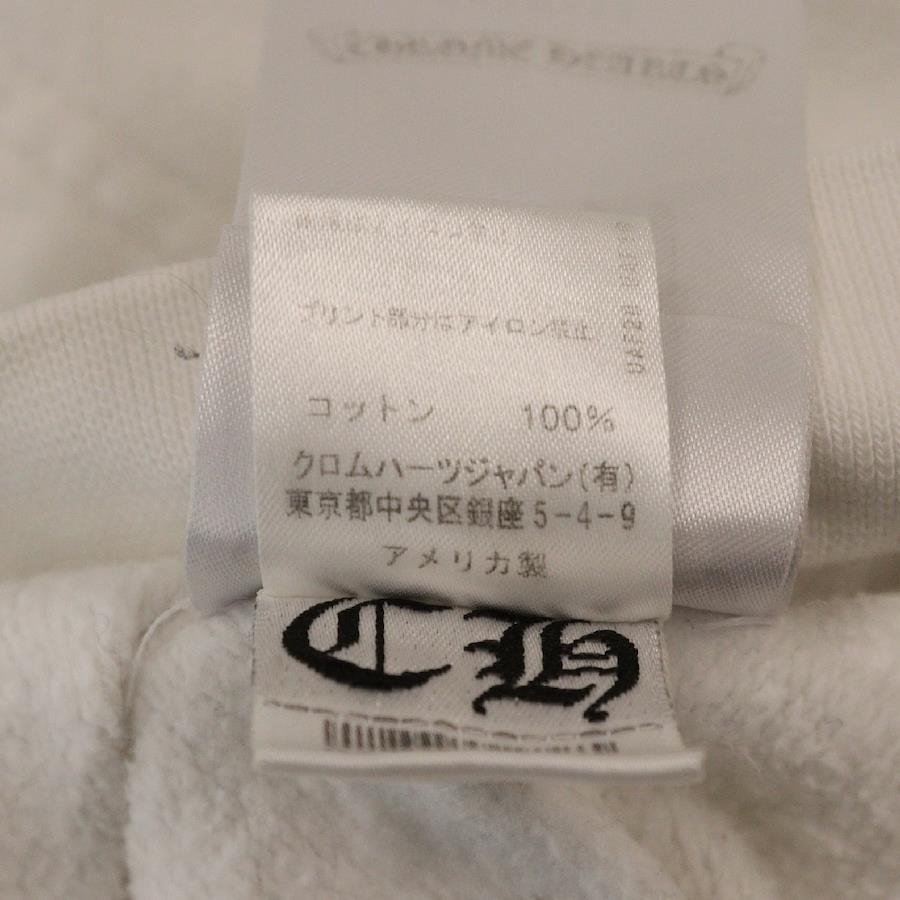 CHROME HEARTS
プリント部分はアイロン禁止
コットン 100%
クロムハーツジャパン(有)
東京都中央区銀座5-4-9
アメリカ製
CH